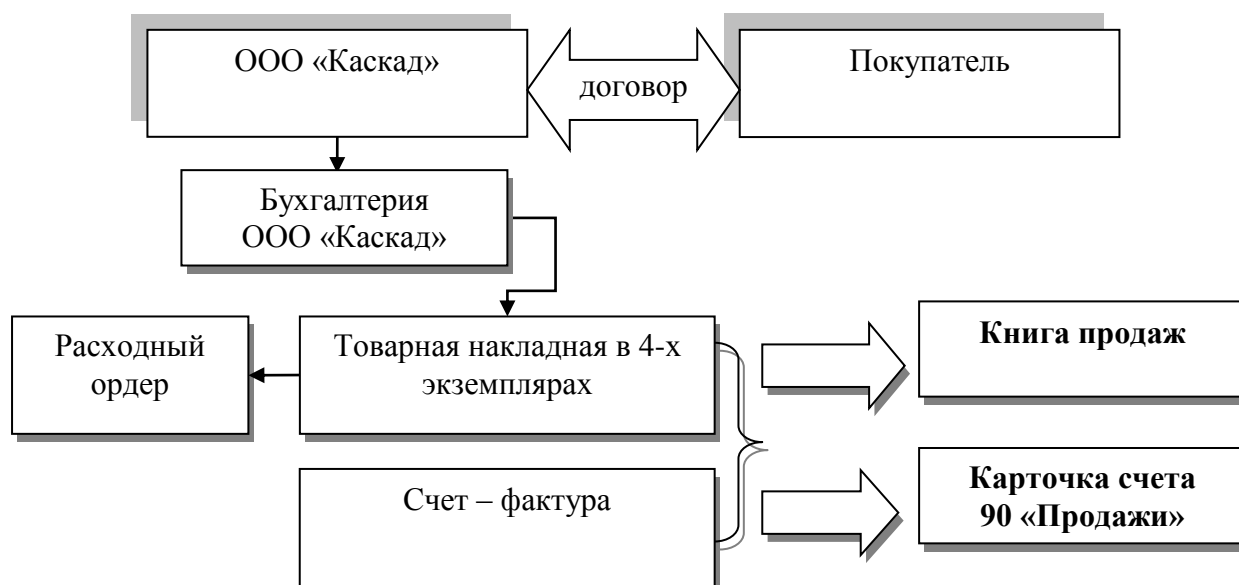 ООО «Каскад»
договор
Покупатель
Бухгалтерия
ООО «Каскад»
Расходный
ордер
Товарная накладная в 4-х
экземплярах
Книга продаж
Счет – фактура
Карточка счета
90 «Продажи»